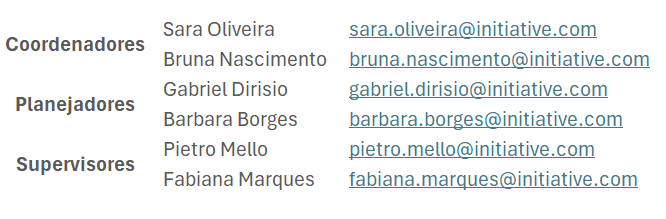 Coordenadores
Sara Oliveira sara.oliveira@initiative.com
Bruna Nascimento bruna.nascimento@initiative.com
Planejadores
Gabriel Dirisio gabriel.dirisio@initiative.com
Barbara Borges barbara.borges@initiative.com
Supervisores
Pietro Mello pietro.mello@initiative.com
Fabiana Marques fabiana.marques@initiative.com